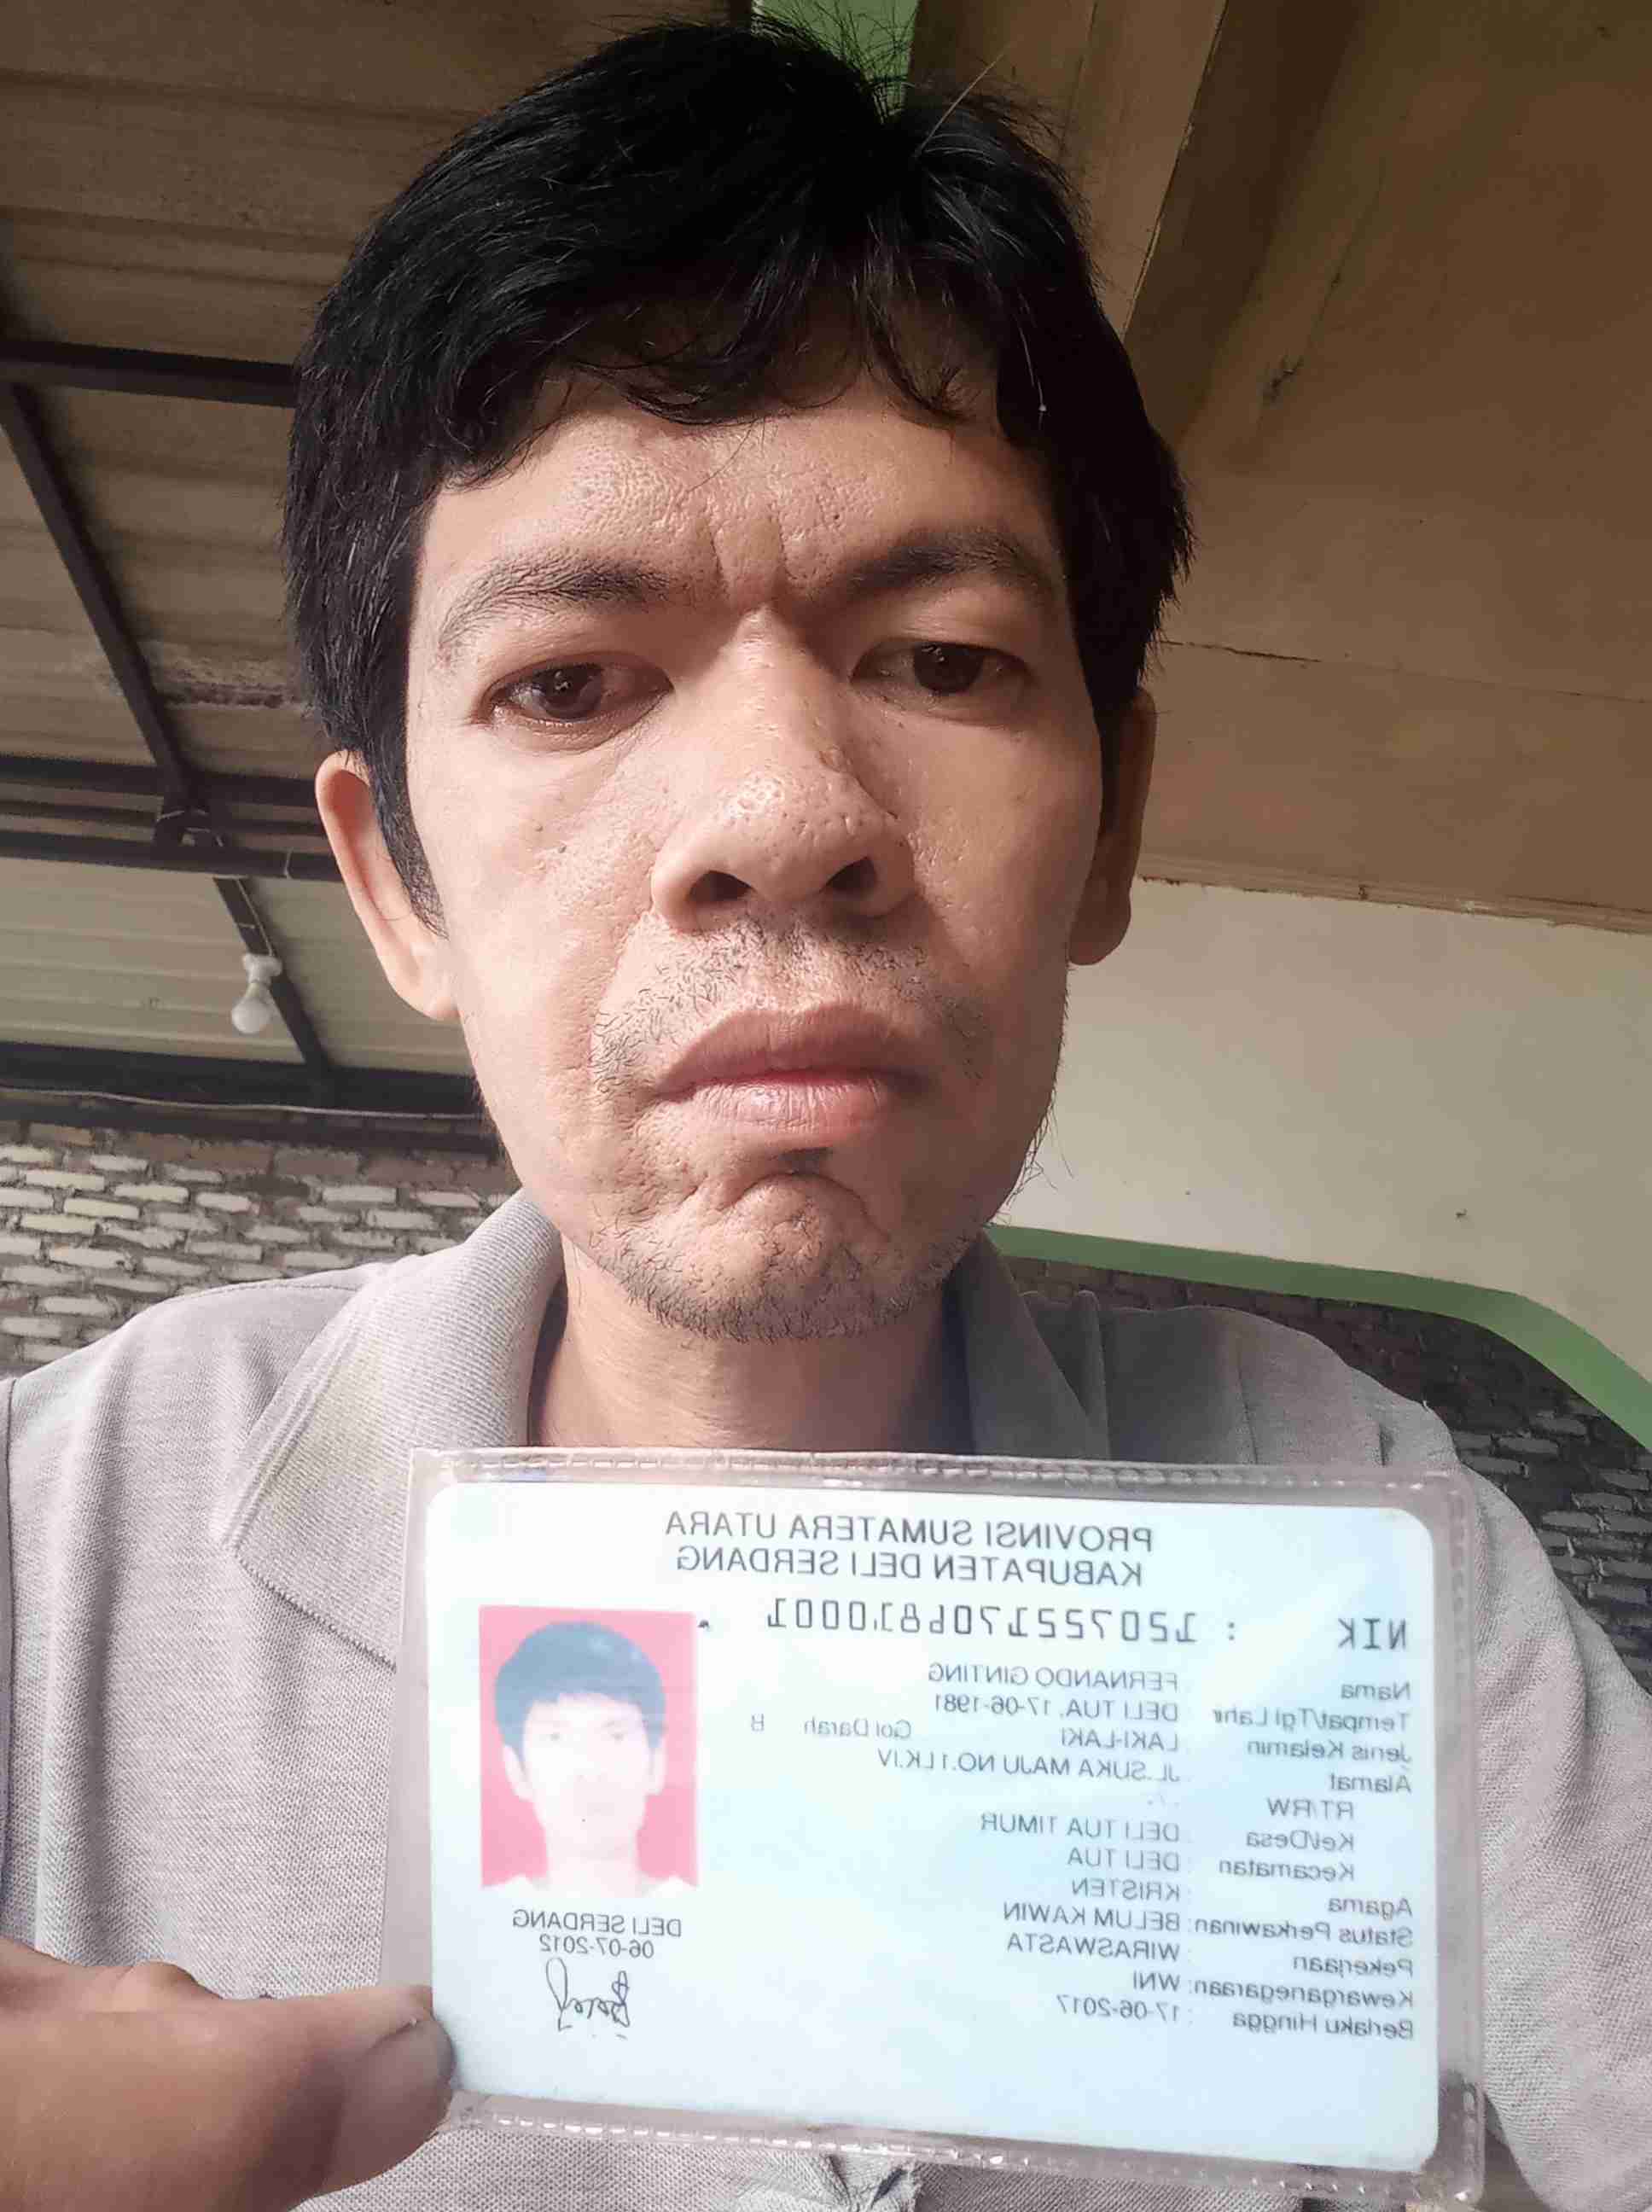 PROVINSI SUMATERA UTARA
KABUPATEN DELI SERDANG
NIK : 1207221706810001
Nama : FERNANDO GINTING
Tempat/Tgl Lahir : DELI TUA, 17-06-1981
Jenis Kelamin : LAKI-LAKI Gol Darah B
Alamat : JL.SUKA MAJU NO.1 LK.IV
RT/RW : -/-
Kel/Desa : DELI TUA TIMUR
Kecamatan : DELI TUA
Agama : KRISTEN
Status Perkawinan: BELUM KAWIN
Pekerjaan : WIRASWASTA
Kewarganegaraan: WNI
Berlaku Hingga : 17-06-2017
DELI SERDANG
06-07-2012